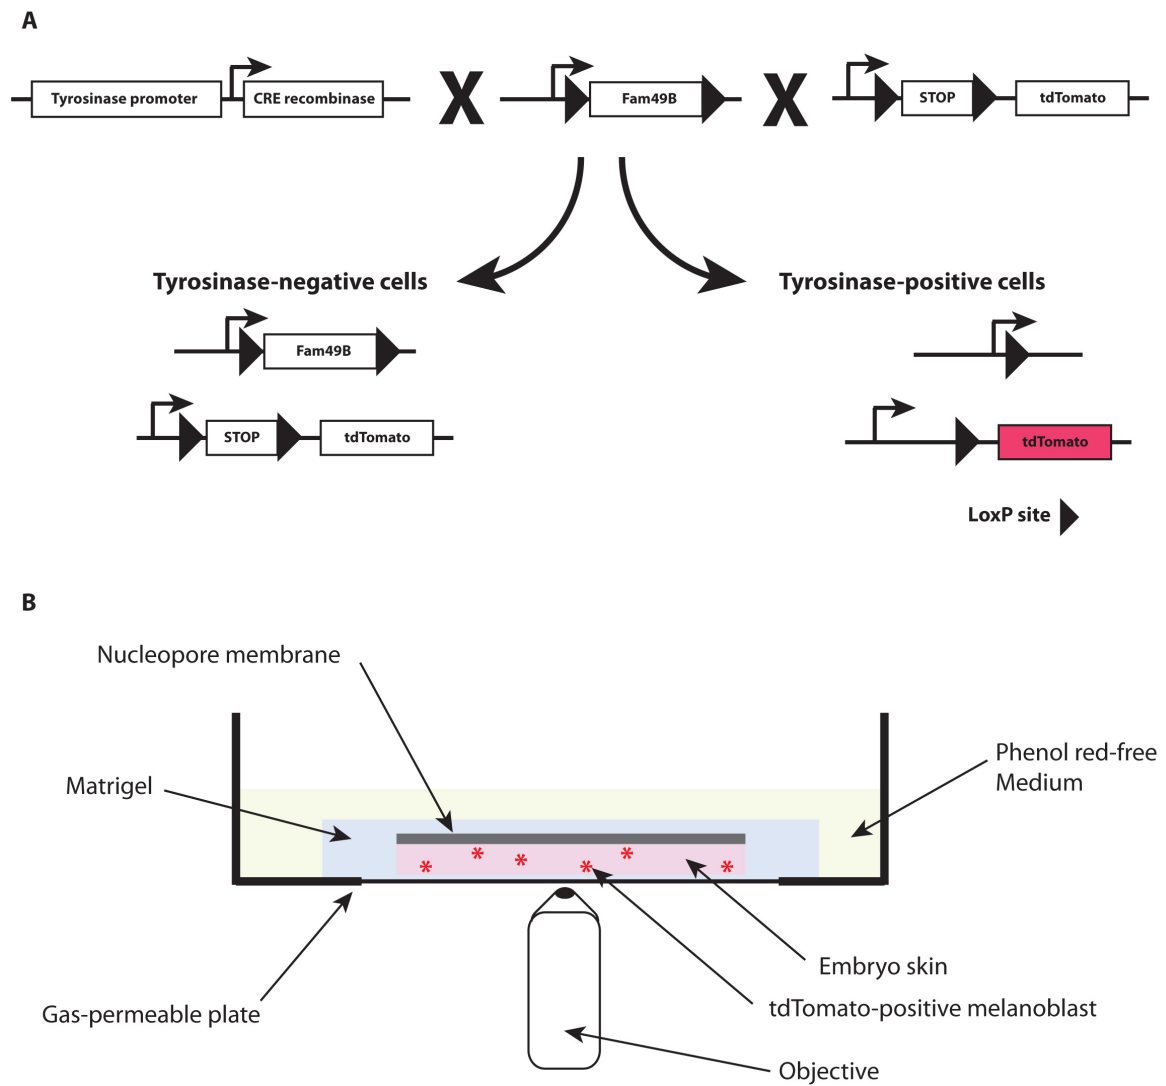 A
Tyrosinase promoter
CRE recombinase
X
Fam49B
X
STOP
tdTomato
Tyrosinase-negative cells
Tyrosinase-positive cells
Fam49B
STOP
tdTomato
tdTomato
LoxP site
B
Nucleopore membrane
Phenol red-free
Medium
Matrigel
Embryo skin
tdTomato-positive melanoblast
Gas-permeable plate
Objective